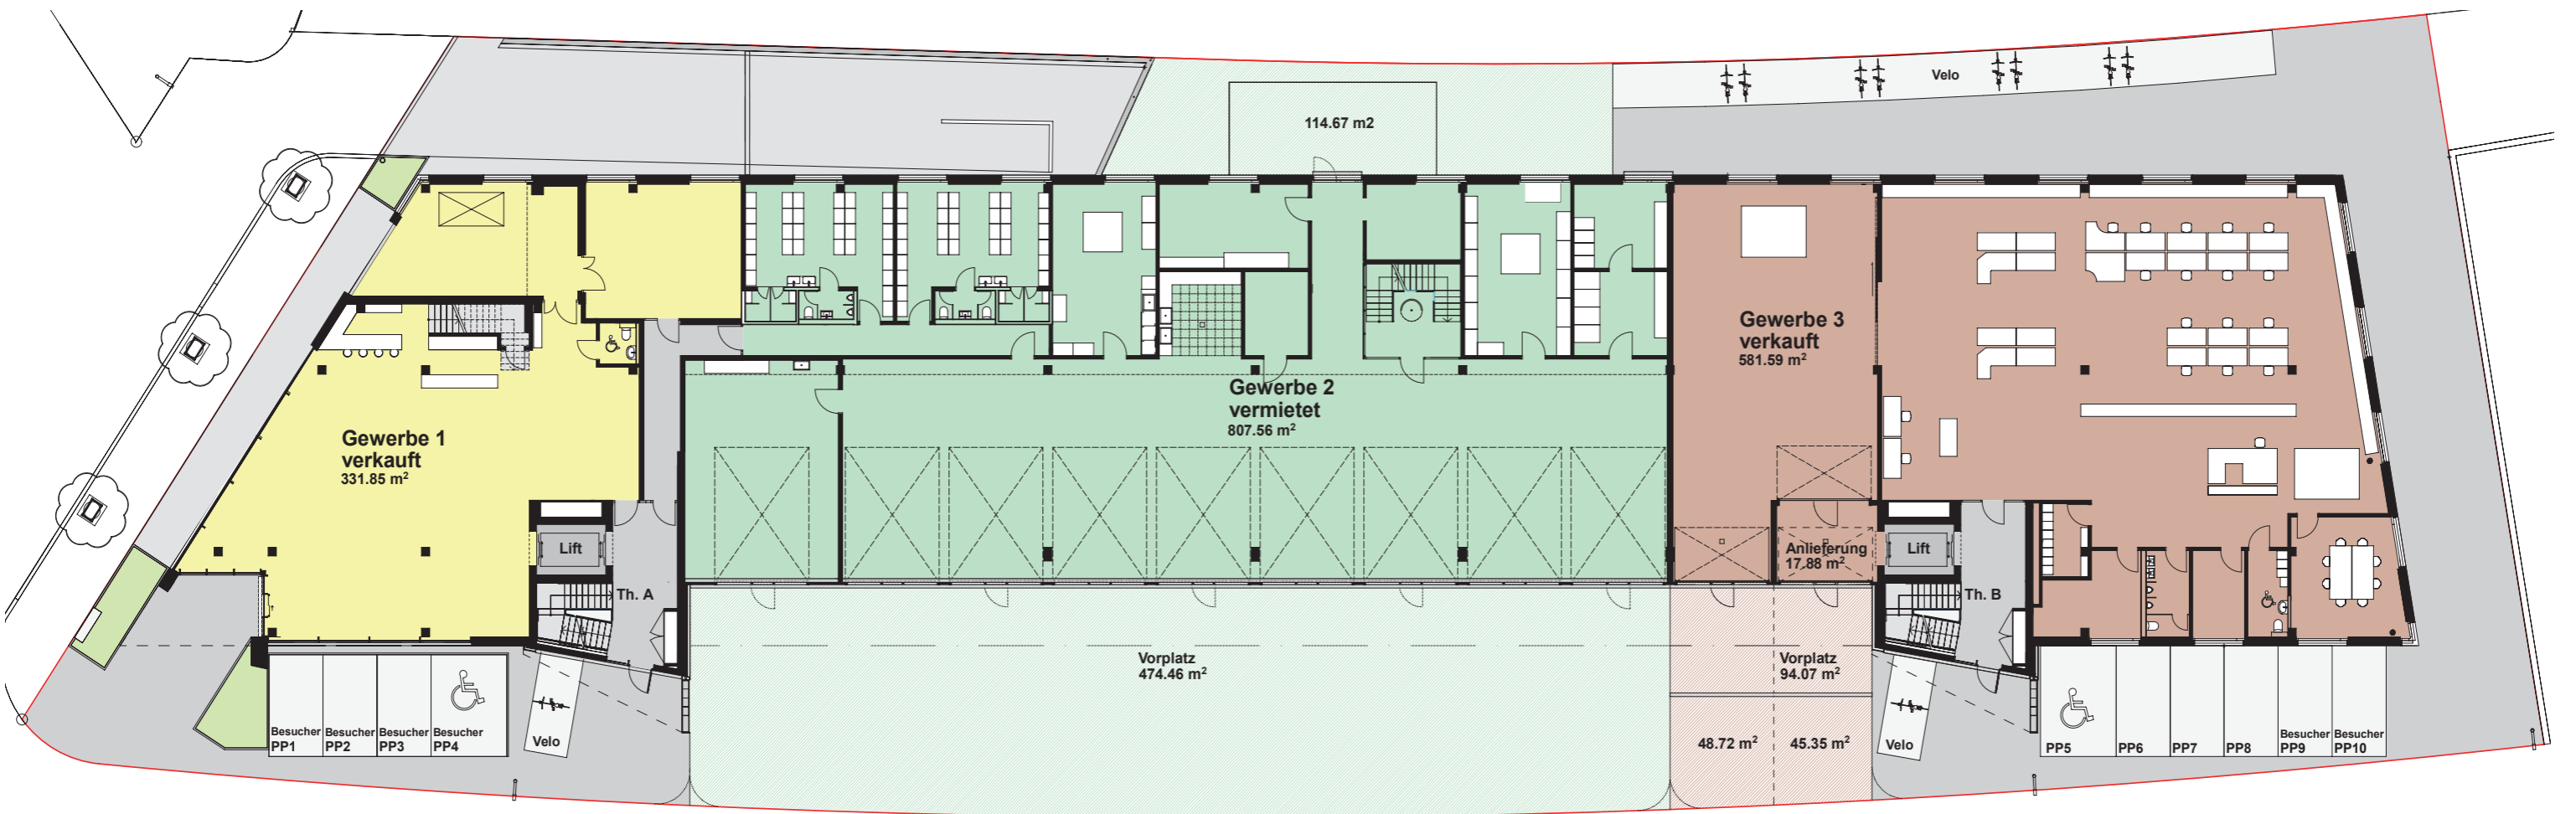 Velo
114.67 m2
Gewerbe 1
verkauft
331.85 m²
Gewerbe 2
vermietet
807.56 m²
Gewerbe 3
verkauft
581.59 m²
Lift
Th. A
Anlieferung
17.88 m²
Lift
Th. B
Vorplatz
474.46 m²
Vorplatz
94.07 m²
48.72 m²
45.35 m²
Besucher
PP1
Besucher
PP2
Besucher
PP3
Besucher
PP4
Velo
Velo
PP5
PP6
PP7
PP8
Besucher
PP9
Besucher
PP10